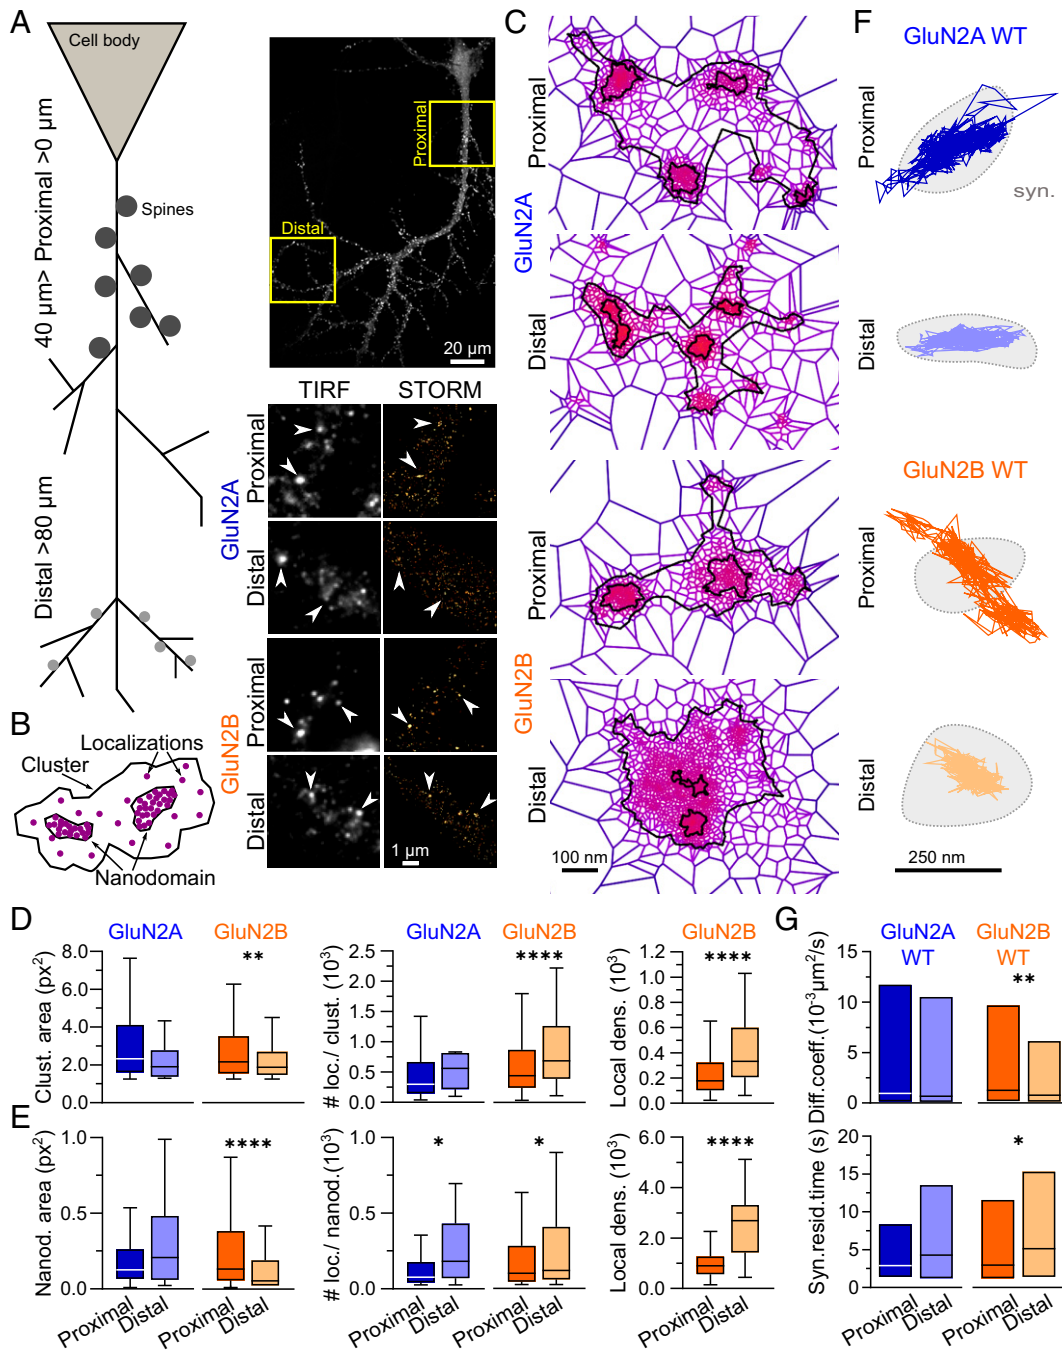 A
Cell body
Spines
40 µm> Proximal >0 µm
Distal >80 µm
Proximal
Distal
20 µm
TIRF STORM
GluN2A
Proximal
Distal
GluN2B
Proximal
Distal
1 µm
B
Localizations
Cluster
Nanodomain
C
GluN2A
Proximal
Distal
GluN2B
Proximal
Distal
100 nm
F
GluN2A WT
Proximal
syn.
Distal
GluN2B WT
Proximal
Distal
250 nm
D
GluN2A GluN2B
Clust. area (px²)
8.0
6.0
4.0
2.0
0.0
**
GluN2A GluN2B
# loc./ clust. (10³)
2.5
2.0
1.5
1.0
0.5
0.0
****
GluN2B
Local dens. (10³)
1.2
1.0
0.8
0.6
0.4
0.2
0.0
****
E
Nanod. area (px²)
1.0
0.5
0.0
****
Proximal Distal Proximal Distal
# loc./ nanod.(10³)
1.0
0.5
0.0
* *
Proximal Distal Proximal Distal
Local dens. (10³)
6.0
4.0
2.0
0.0
****
Proximal Distal
G
GluN2A WT GluN2B WT
Diff.coeff.(10⁻³µm²/s)
15
10
5
0
**
Syn.resid.time (s)
20
15
10
5
0
*
Proximal Distal Proximal Distal